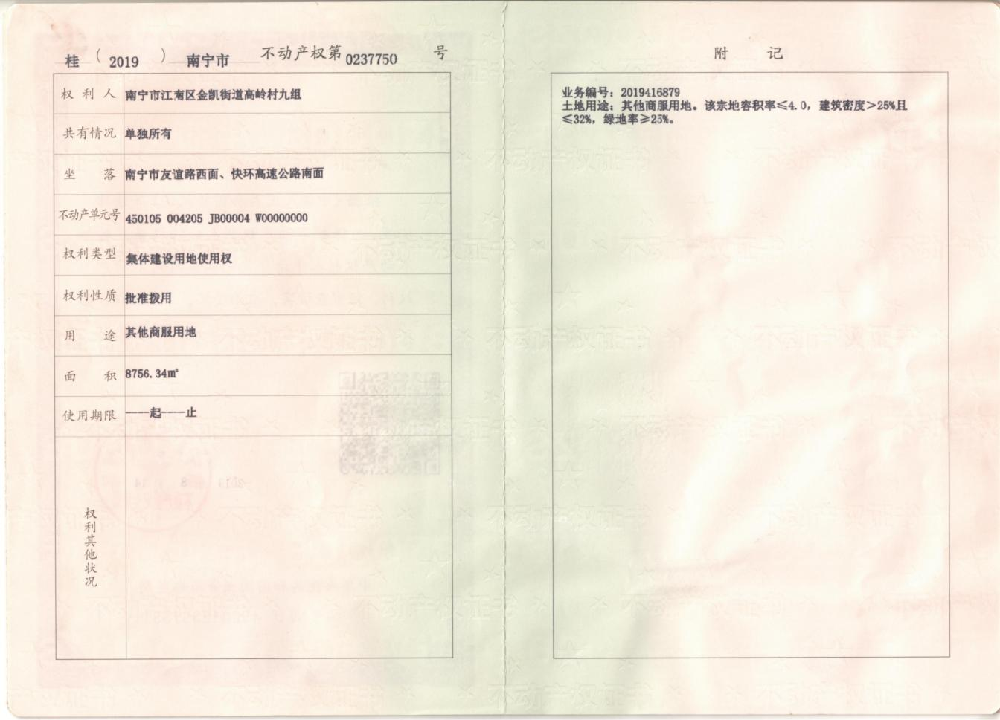 桂（2019）南宁市不动产权第0237750号
权利人 南宁市江南区金凯街道高岭村九组
共有情况 单独所有
坐落 南宁市友谊路西面、快环高速公路南面
不动产单元号 450105 004205 JB00004 W00000000
权利类型 集体建设用地使用权
权利性质 批准拨用
用途 其他商服用地
面积 8756.34㎡
使用期限 ——起——止
权利其他状况
附记
业务编号：2019416879
土地用途：其他商服用地。该宗地容积率≤4.0，建筑密度>25%且
≤32%，绿地率≥25%。